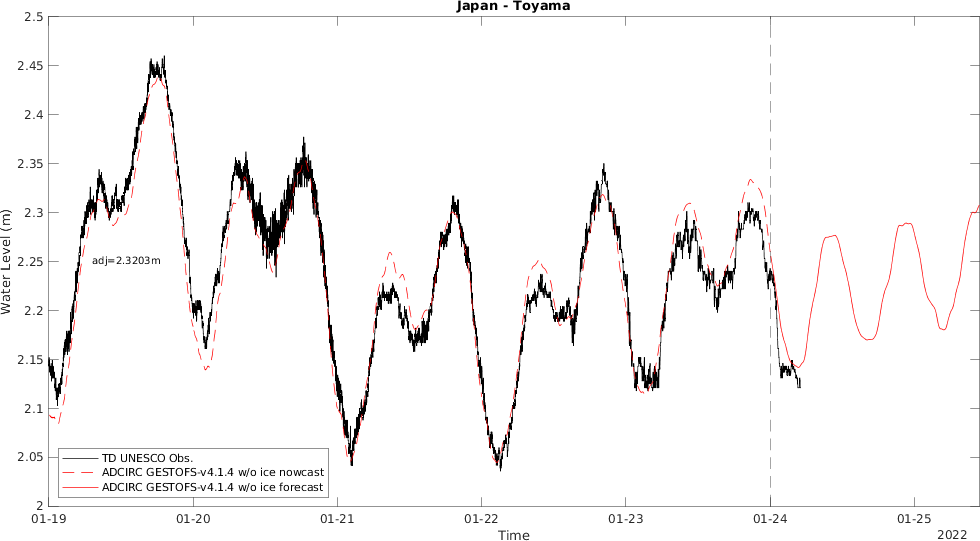 Japan - Toyama
2.5
2.45
2.4
2.35
2.3
2.25
2.2
2.15
2.1
2.05
2
Water Level (m)
adj=2.3203m
TD UNESCO Obs.
ADCIRC GESTOFS-v4.1.4 w/o ice nowcast
ADCIRC GESTOFS-v4.1.4 w/o ice forecast
01-19 01-20 01-21 01-22 01-23 01-24 01-25
Time
2022